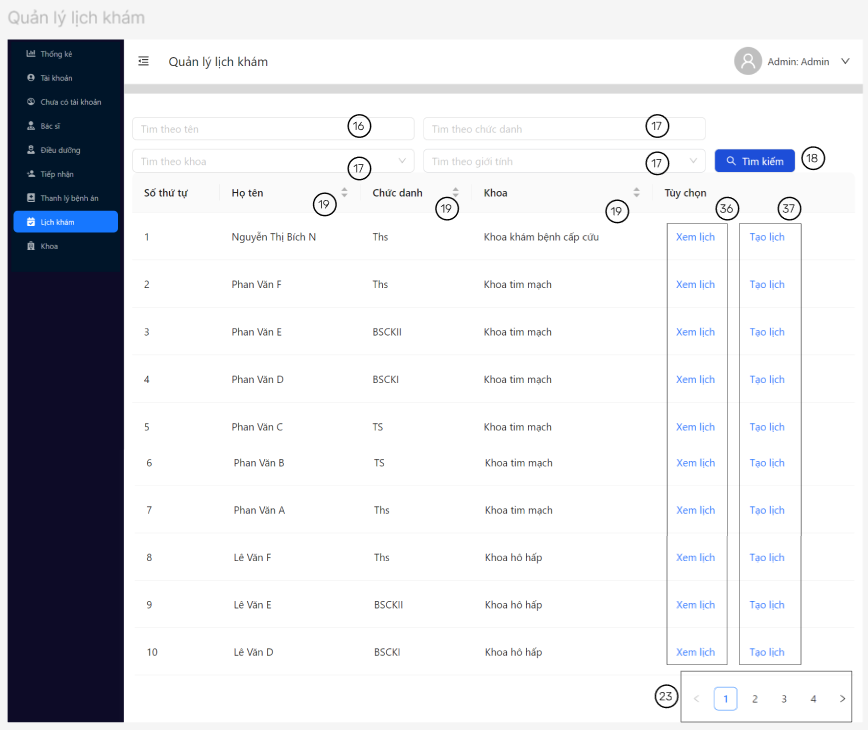 Quản lý lịch khám
Thống kê
Tài khoản
Chưa có tài khoản
Bác sĩ
Điều dưỡng
Tiếp nhận
Thanh lý bệnh án
Lịch khám
Khoa
Quản lý lịch khám
Admin: Admin
Tìm theo tên 16
Tìm theo chức danh 17
Tìm theo khoa 17
Tìm theo giới tính 17
Tìm kiếm 18
Số thứ tự Họ tên 19 Chức danh 19 Khoa 19 Tùy chọn 36 37
1 Nguyễn Thị Bích N Ths Khoa khám bệnh cấp cứu Xem lịch Tạo lịch
2 Phan Văn F Ths Khoa tim mạch Xem lịch Tạo lịch
3 Phan Văn E BSCKII Khoa tim mạch Xem lịch Tạo lịch
4 Phan Văn D BSCKI Khoa tim mạch Xem lịch Tạo lịch
5 Phan Văn C TS Khoa tim mạch Xem lịch Tạo lịch
6 Phan Văn B TS Khoa tim mạch Xem lịch Tạo lịch
7 Phan Văn A Ths Khoa tim mạch Xem lịch Tạo lịch
8 Lê Văn F Ths Khoa hô hấp Xem lịch Tạo lịch
9 Lê Văn E BSCKII Khoa hô hấp Xem lịch Tạo lịch
10 Lê Văn D BSCKI Khoa hô hấp Xem lịch Tạo lịch
23 < 1 2 3 4 >